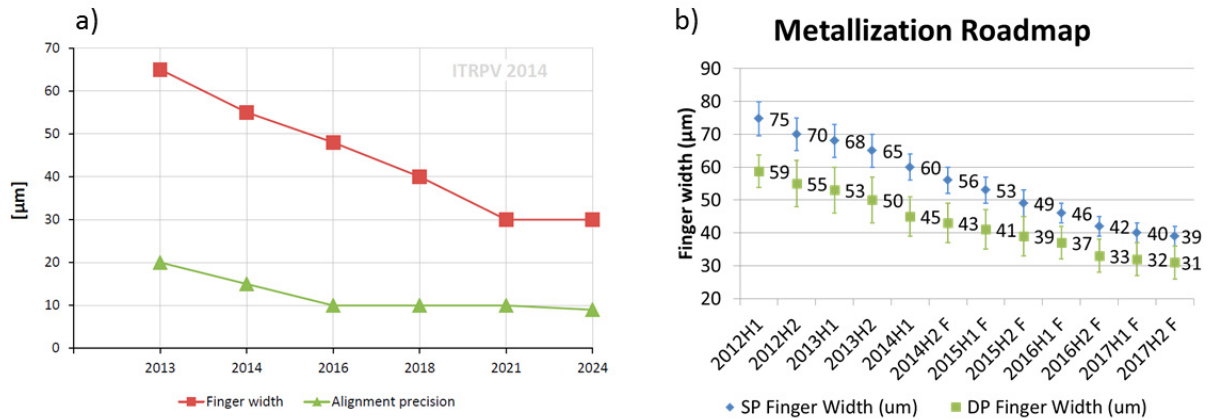 a)
70
60
50
40
30
20
10
0
[µm]
ITRPV 2014
2013 2014 2016 2018 2021 2024
Finger width Alignment precision
b)
Metallization Roadmap
Finger width (µm)
90
80
70
60
50
40
30
20
75 70 68 65 60 56 53 49 46 42 40 39
59 55 53 50 45 43 41 39 37 33 32 31
2012H1 2012H2 2013H1 2013H2 2014H1 2014H2 F 2015H1 F 2015H2 F 2016H1 F 2016H2 F 2017H1 F 2017H2 F
SP Finger Width (um) DP Finger Width (um)